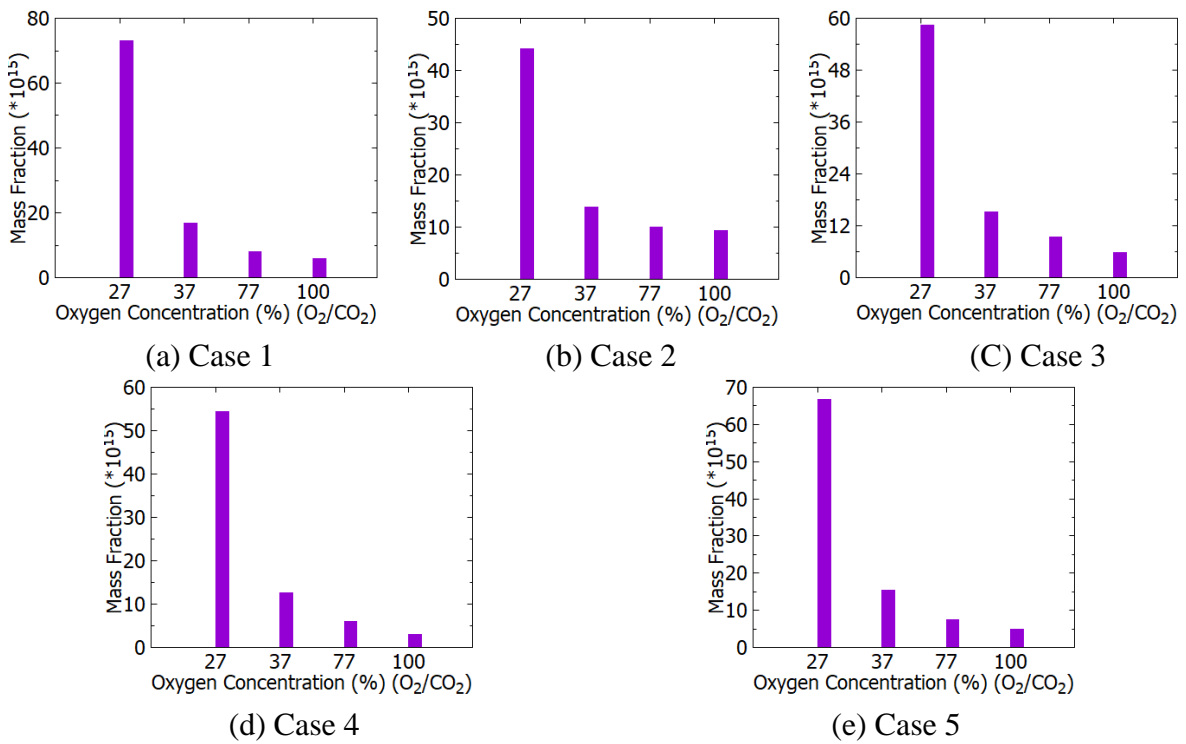 80
60
40
20
0
Mass Fraction (*10¹⁵)
27 37 77 100
Oxygen Concentration (%) (O₂/CO₂)
(a) Case 1
50
40
30
20
10
0
Mass Fraction (*10¹⁵)
27 37 77 100
Oxygen Concentration (%) (O₂/CO₂)
(b) Case 2
60
48
36
24
12
0
Mass Fraction (*10¹⁵)
27 37 77 100
Oxygen Concentration (%) (O₂/CO₂)
(C) Case 3
60
50
40
30
20
10
0
Mass Fraction (*10¹⁵)
27 37 77 100
Oxygen Concentration (%) (O₂/CO₂)
(d) Case 4
70
60
50
40
30
20
10
0
Mass Fraction (*10¹⁵)
27 37 77 100
Oxygen Concentration (%) (O₂/CO₂)
(e) Case 5